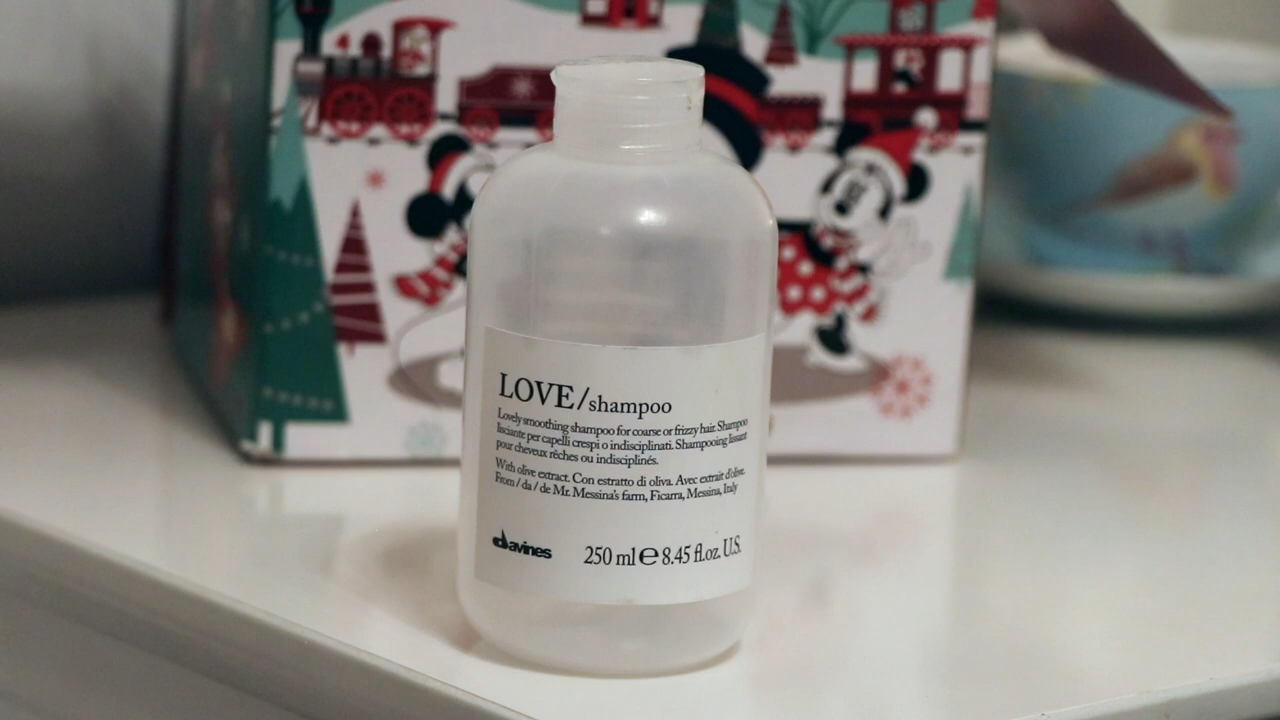 LOVE/shampoo
Lovely smoothing shampoo for coarse or frizzy hair. Shampoo
lisciante per capelli crespi o indisciplinati. Shampooing lissant
pour cheveux rêches ou indisciplinés.
With olive extract. Con estratto di oliva. Avec extrait d'olive.
From / da / de Mr. Messina's farm, Ficarra, Messina, Italy
davines
250 ml ℮ 8.45 fl.oz. U.S.